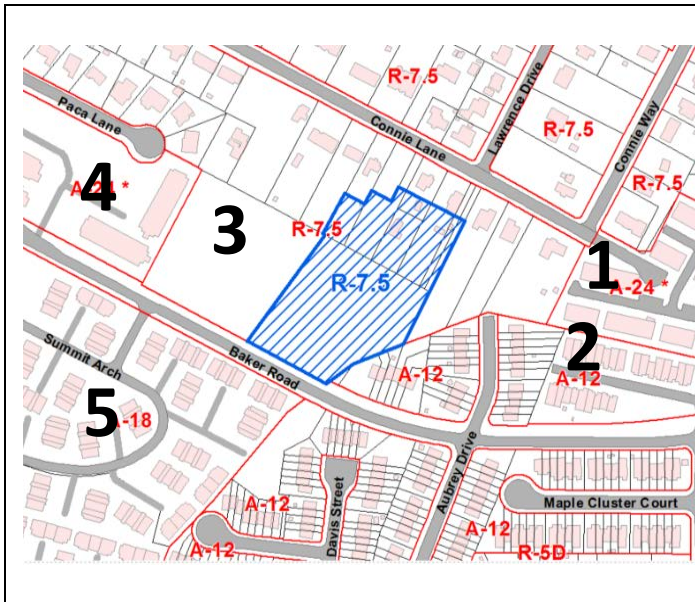 R-7.5
Paca Lane
Connie Lane
Lawrence Drive
R-7.5
Connie Way
R-7.5
4
A-24 *
3
R-7.5
R-7.5
1
A-24 *
2
A-12
A-12
Baker Road
Summit Arch
5
A-18
Aubrey Drive
Davis Street
A-12
A-12
A-12
Maple Cluster Court
R-5D